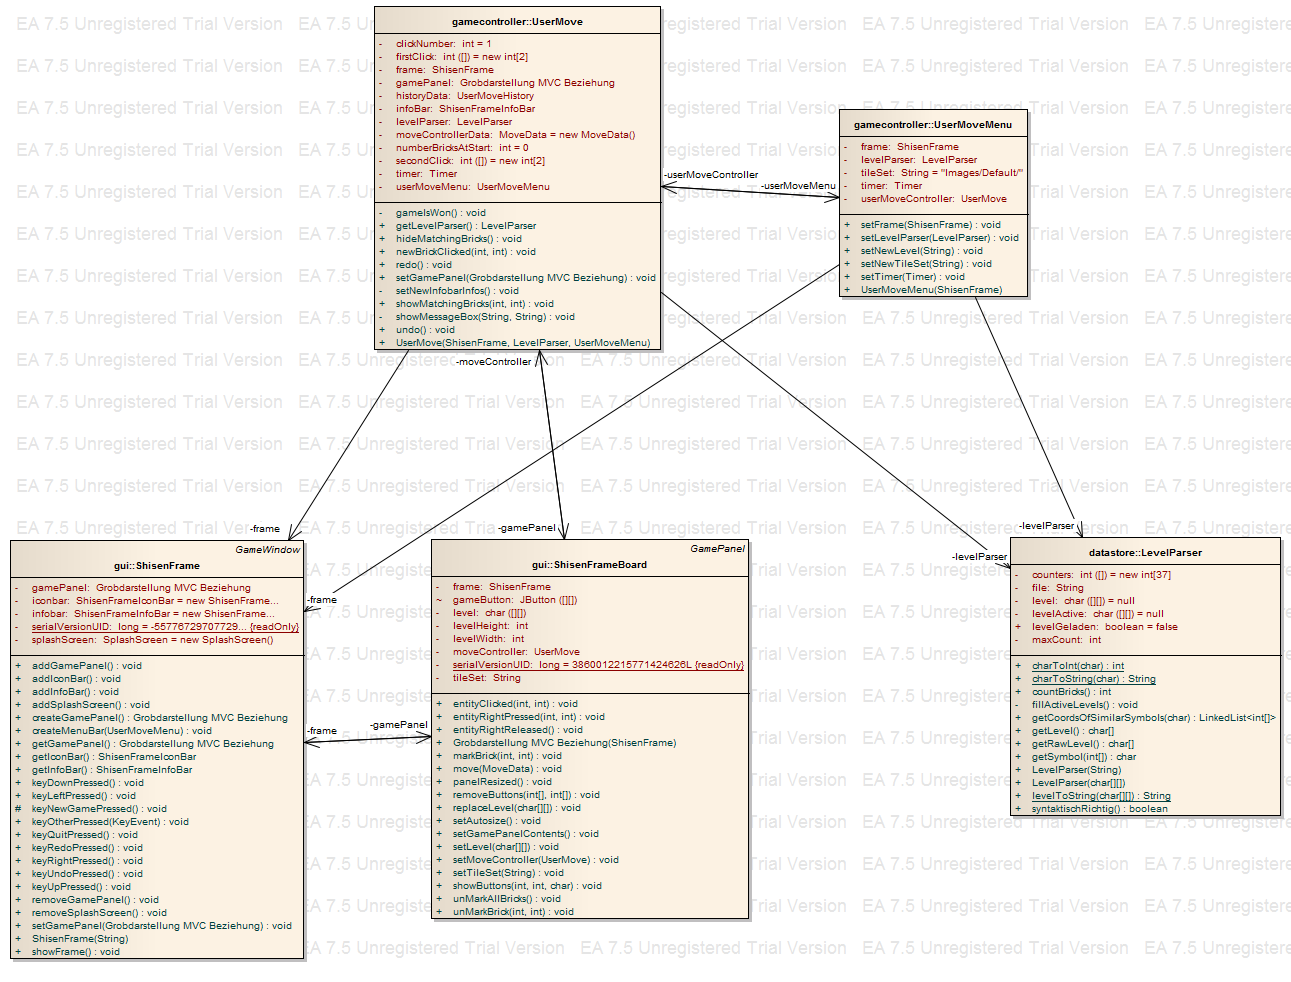 gamecontroller::UserMove
- clickNumber: int = 1
- firstClick: int ([]) = new int[2]
- frame: ShisenFrame
- gamePanel: Grobdarstellung MVC Beziehung
- historyData: UserMoveHistory
- infoBar: ShisenFrameInfoBar
- levelParser: LevelParser
- moveControllerData: MoveData = new MoveData()
- numberBricksAtStart: int = 0
- secondClick: int ([]) = new int[2]
- timer: Timer
- userMoveMenu: UserMoveMenu
- gameIsWon() : void
+ getLevelParser() : LevelParser
- hideMatchingBricks() : void
+ newBrickClicked(int, int) : void
+ redo() : void
+ setGamePanel(Grobdarstellung MVC Beziehung) : void
- setNewInfobarInfos() : void
+ showMatchingBricks(int, int) : void
- showMessageBox(String, String) : void
+ undo() : void
+ UserMove(ShisenFrame, LevelParser, UserMoveMenu)
gamecontroller::UserMoveMenu
- frame: ShisenFrame
- levelParser: LevelParser
- tileSet: String = "Images/Default/"
- timer: Timer
- userMoveController: UserMove
+ setFrame(ShisenFrame) : void
+ setLevelParser(LevelParser) : void
+ setNewLevel(String) : void
+ setNewTileSet(String) : void
+ setTimer(Timer) : void
+ UserMoveMenu(ShisenFrame)
-userMoveController
-userMoveMenu
-moveController
-frame
-gamePanel
-levelParser
-levelParser
-frame
-frame
-gamePanel
GameWindow
gui::ShisenFrame
- gamePanel: Grobdarstellung MVC Beziehung
- iconbar: ShisenFrameIconBar = new ShisenFrame...
- infobar: ShisenFrameInfoBar = new ShisenFrame...
- serialVersionUID: long = -55776729707729... {readOnly}
- splashScreen: SplashScreen = new SplashScreen()
+ addGamePanel() : void
+ addIconBar() : void
+ addInfoBar() : void
+ addSplashScreen() : void
+ createGamePanel() : Grobdarstellung MVC Beziehung
+ createMenuBar(UserMoveMenu) : void
+ getGamePanel() : Grobdarstellung MVC Beziehung
+ getIconBar() : ShisenFrameIconBar
+ getInfoBar() : ShisenFrameInfoBar
+ keyDownPressed() : void
+ keyLeftPressed() : void
# keyNewGamePressed() : void
+ keyOtherPressed(KeyEvent) : void
+ keyQuitPressed() : void
+ keyRedoPressed() : void
+ keyRightPressed() : void
+ keyUndoPressed() : void
+ keyUpPressed() : void
+ removeGamePanel() : void
+ removeSplashScreen() : void
+ setGamePanel(Grobdarstellung MVC Beziehung) : void
+ ShisenFrame(String)
+ showFrame() : void
GamePanel
gui::ShisenFrameBoard
- frame: ShisenFrame
~ gameButton: JButton ([][])
- level: char ([][])
- levelHeight: int
- levelWidth: int
- moveController: UserMove
- serialVersionUID: long = 3860012215771424626L {readOnly}
- tileSet: String
+ entityClicked(int, int) : void
+ entityRightPressed(int, int) : void
+ entityRightReleased() : void
+ Grobdarstellung MVC Beziehung(ShisenFrame)
+ markBrick(int, int) : void
+ move(MoveData) : void
+ panelResized() : void
+ removeButtons(int[], int[]) : void
+ replaceLevel(char[][]) : void
+ setAutosize() : void
+ setGamePanelContents() : void
+ setLevel(char[][]) : void
+ setMoveController(UserMove) : void
+ setTileSet(String) : void
+ showButtons(int, int, char) : void
+ unMarkAllBricks() : void
+ unMarkBrick(int, int) : void
datastore::LevelParser
- counters: int ([]) = new int[37]
- file: String
- level: char ([][]) = null
- levelActive: char ([][]) = null
+ levelGeladen: boolean = false
- maxCount: int
+ charToInt(char) : int
+ charToString(char) : String
+ countBricks() : int
- fillActiveLevels() : void
+ getCoordsOfSimilarSymbols(char) : LinkedList<int[]>
+ getLevel() : char[]
+ getRawLevel() : char[]
+ getSymbol(int[]) : char
+ LevelParser(String)
+ LevelParser(char[][])
+ levelToString(char[][]) : String
+ syntaktischRichtig() : boolean